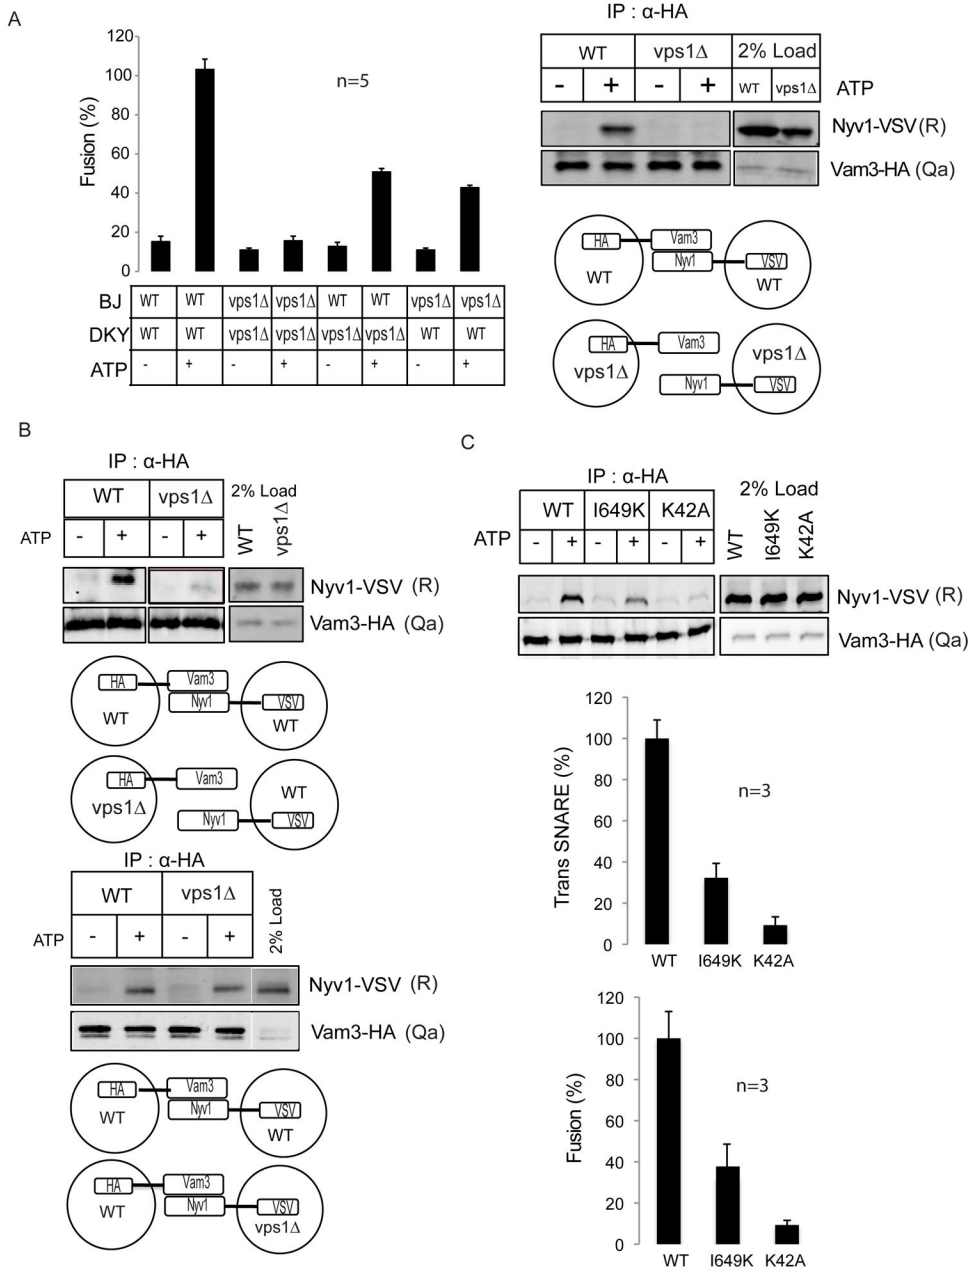 A
Fusion (%)
120
100
80
60
40
20
0
n=5
BJ WT WT vps1Δ vps1Δ WT WT vps1Δ vps1Δ
DKY WT WT vps1Δ vps1Δ vps1Δ vps1Δ WT WT
ATP - + - + - + - +
IP : α-HA
WT vps1Δ 2% Load
- + - + WT vps1Δ ATP
Nyv1-VSV (R)
Vam3-HA (Qa)
HA Vam3
Nyv1 VSV
WT WT
HA Vam3 vps1Δ
vps1Δ Nyv1 VSV
B
IP : α-HA
WT vps1Δ 2% Load
ATP - + - + WT vps1Δ
Nyv1-VSV (R)
Vam3-HA (Qa)
HA Vam3
Nyv1 VSV
WT WT
HA Vam3 WT
vps1Δ Nyv1 VSV
IP : α-HA
WT vps1Δ 2% Load
ATP - + - +
Nyv1-VSV (R)
Vam3-HA (Qa)
HA Vam3
Nyv1 VSV
WT WT
HA Vam3
Nyv1 VSV
WT vps1Δ
C
IP : α-HA
WT I649K K42A 2% Load
ATP - + - + - + WT I649K K42A
Nyv1-VSV (R)
Vam3-HA (Qa)
Trans SNARE (%)
120
100
80
60
40
20
0
n=3
WT I649K K42A
Fusion (%)
120
100
80
60
40
20
0
n=3
WT I649K K42A